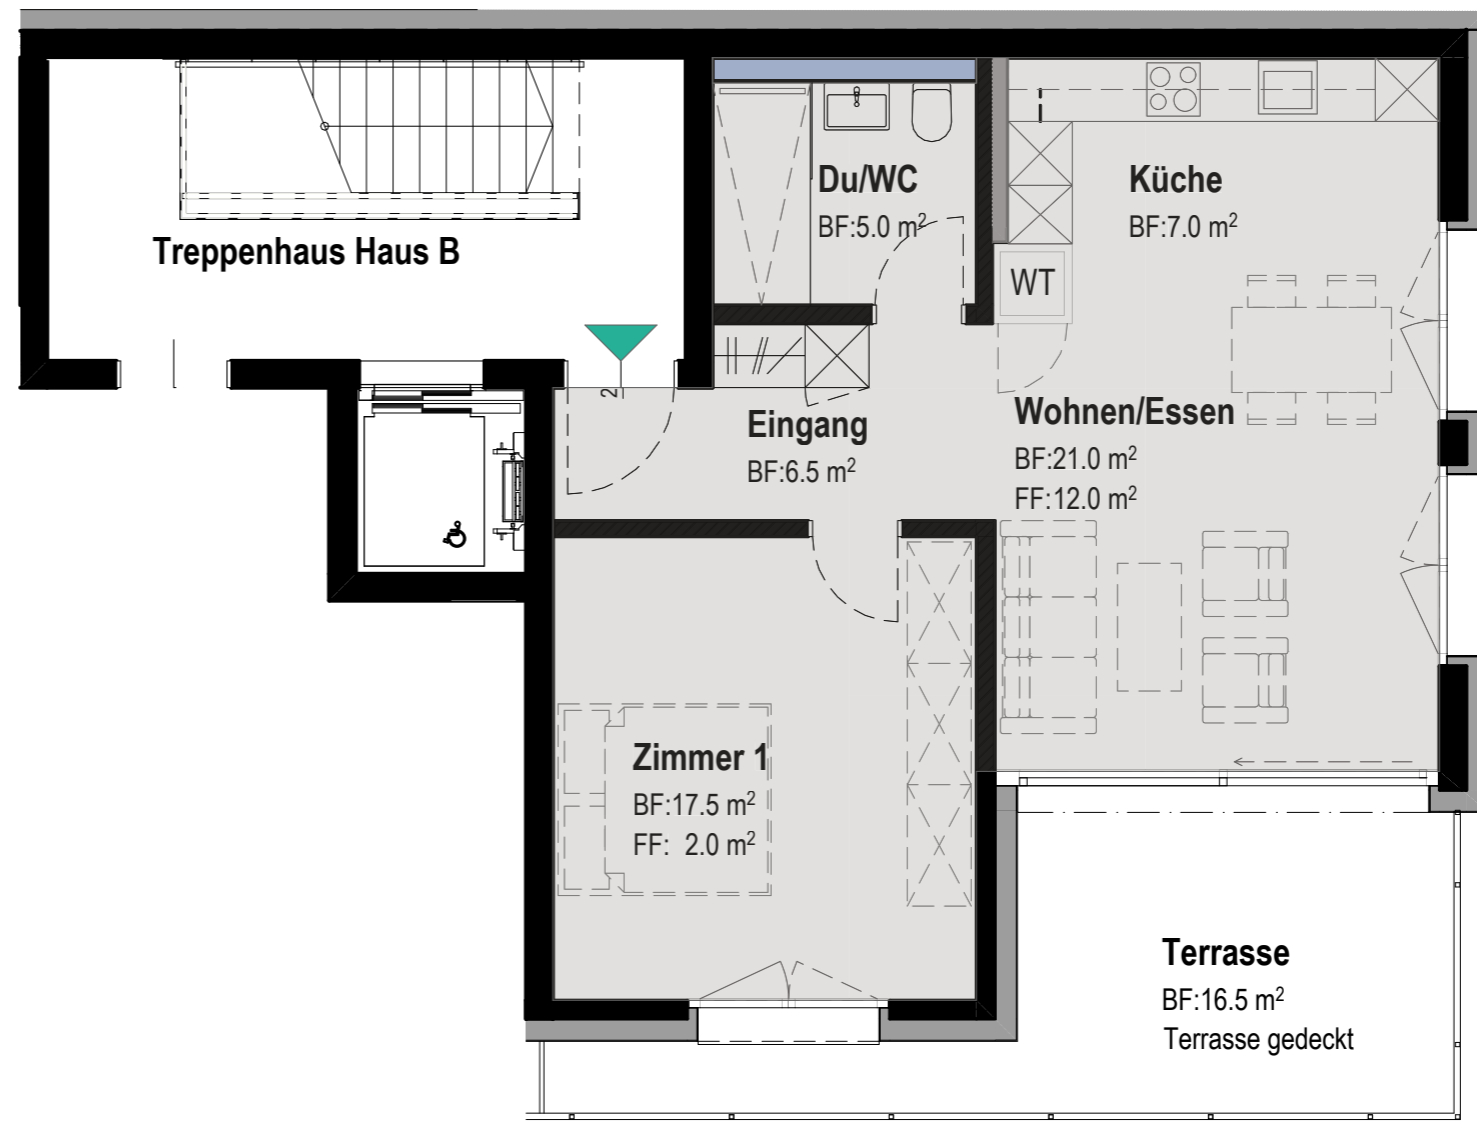 Treppenhaus Haus B
Du/WC
BF:5.0 m²
Küche
BF:7.0 m²
WT
2
Eingang
BF:6.5 m²
Wohnen/Essen
BF:21.0 m²
FF:12.0 m²
Zimmer 1
BF:17.5 m²
FF: 2.0 m²
Terrasse
BF:16.5 m²
Terrasse gedeckt